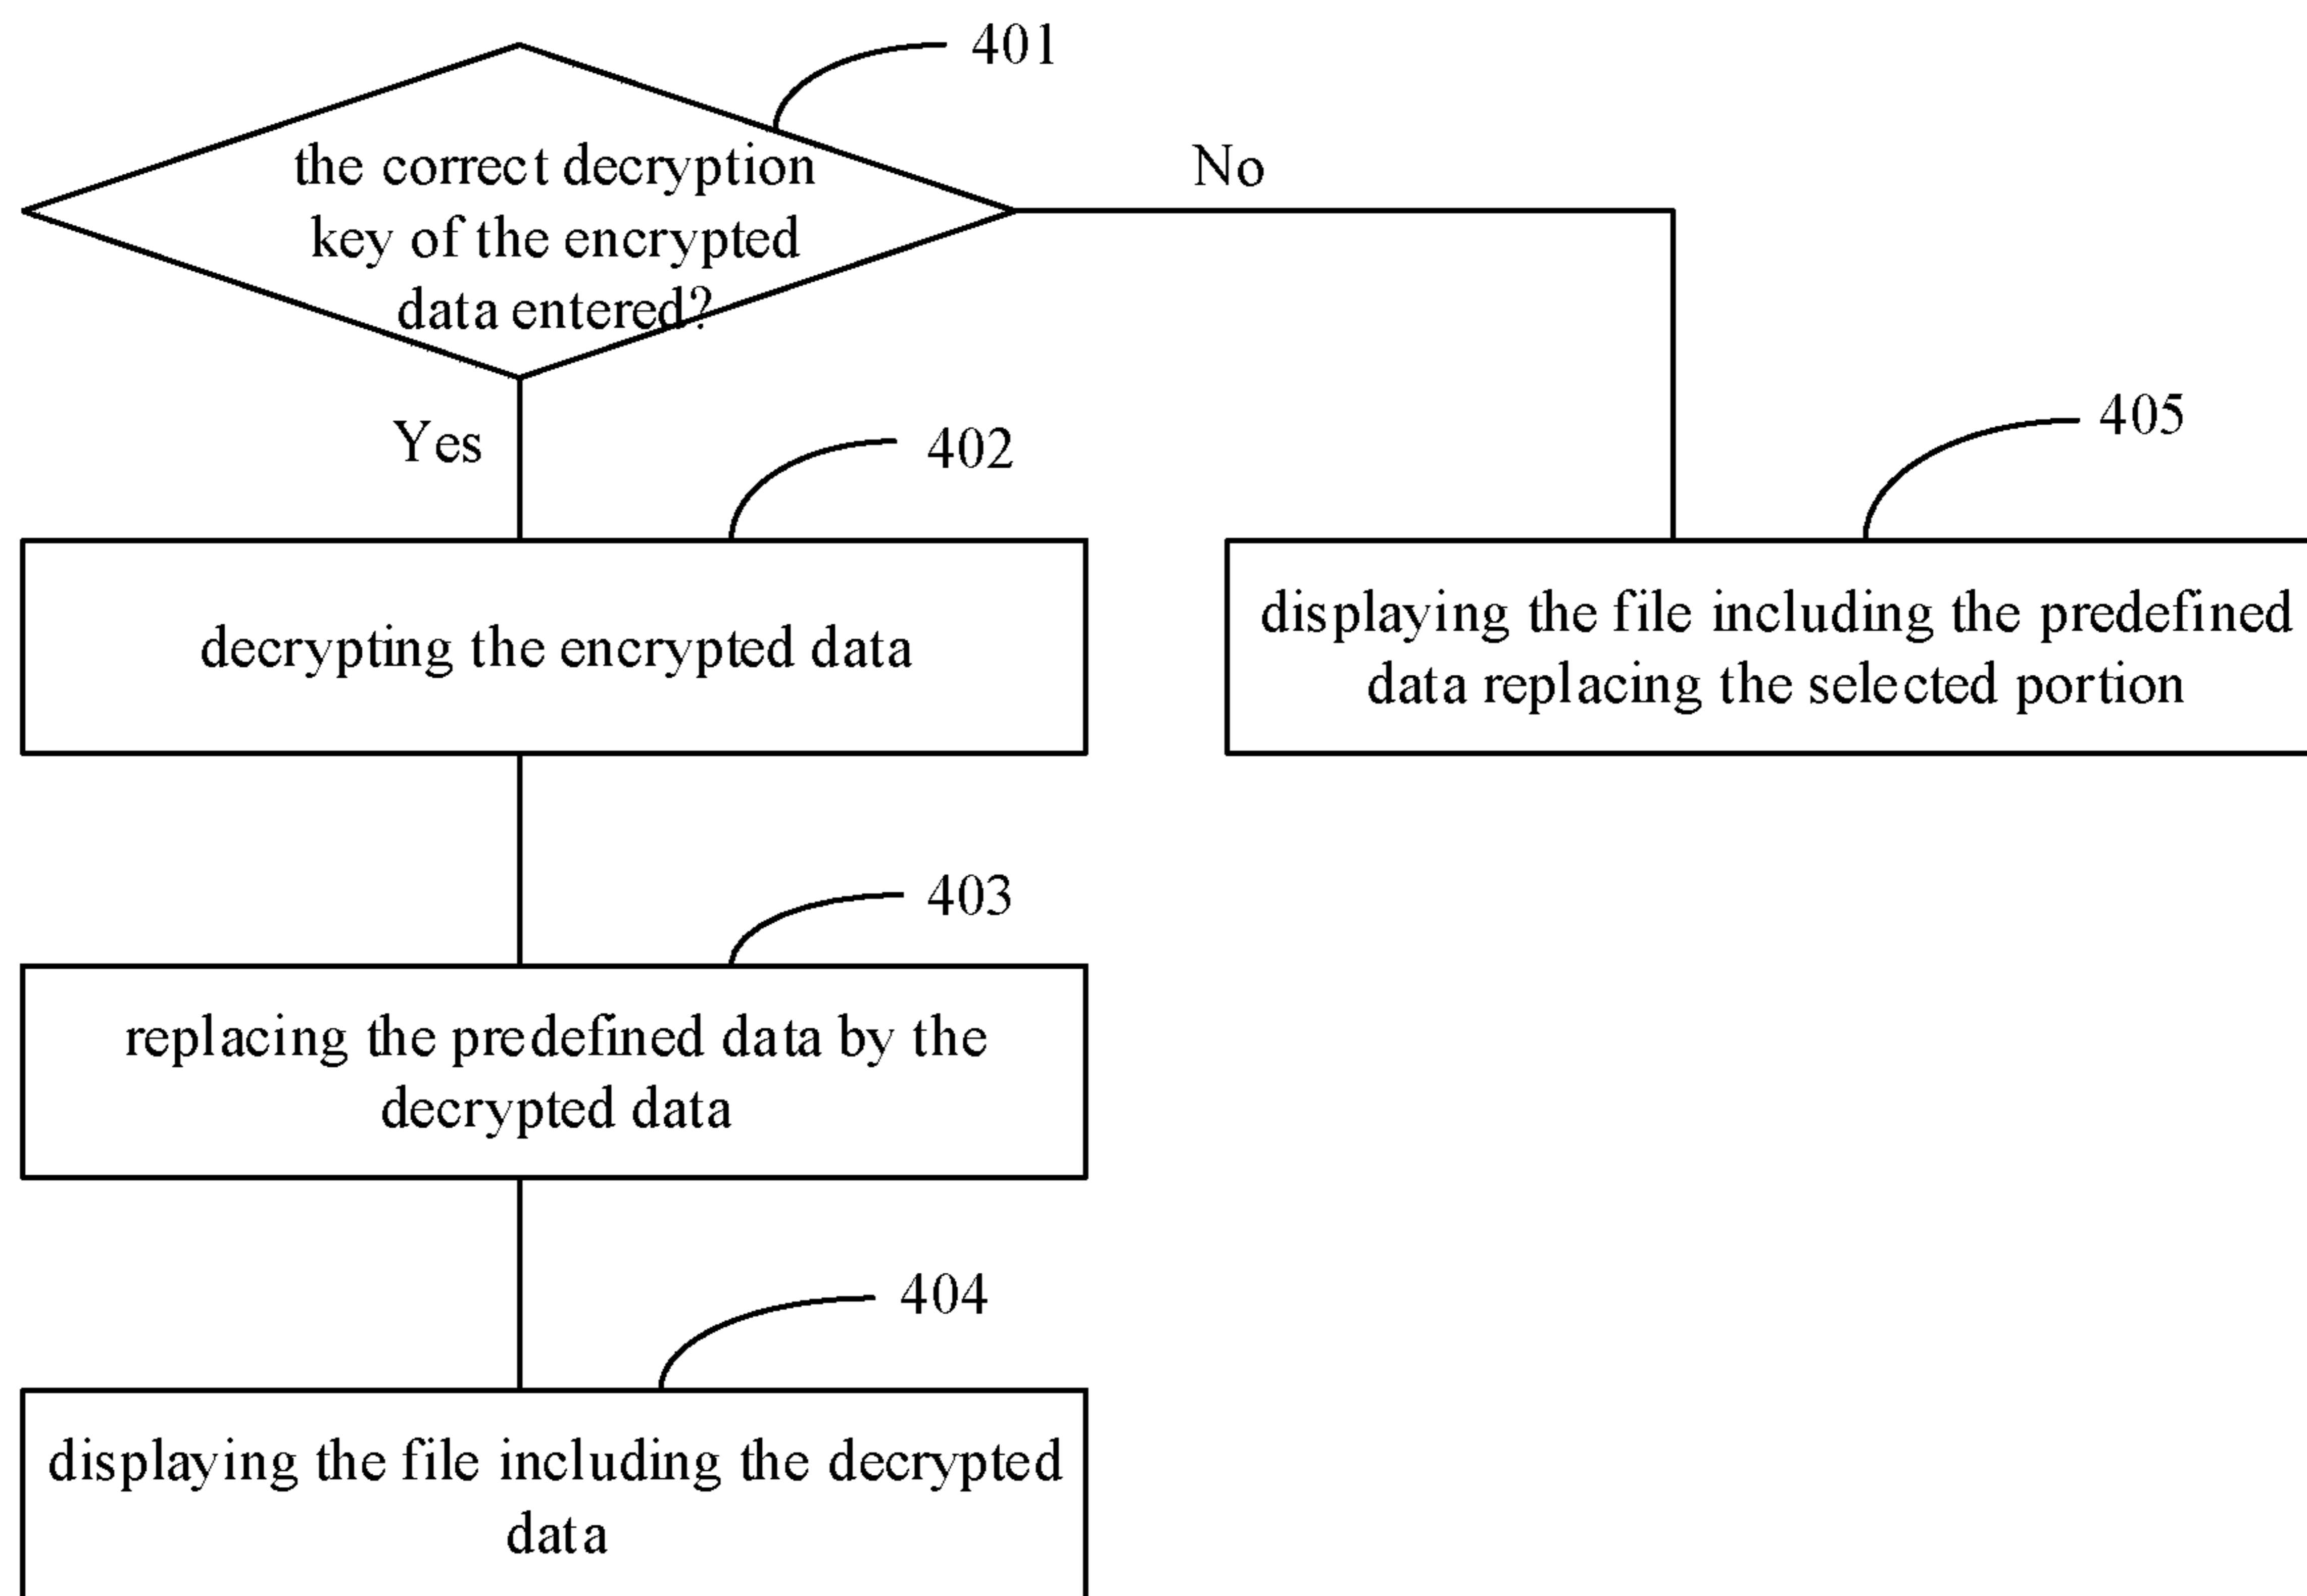 401
the correct decryption
key of the encrypted
data entered?
No
Yes
402
405
decrypting the encrypted data
displaying the file including the predefined
data replacing the selected portion
403
replacing the predefined data by the
decrypted data
404
displaying the file including the decrypted
data